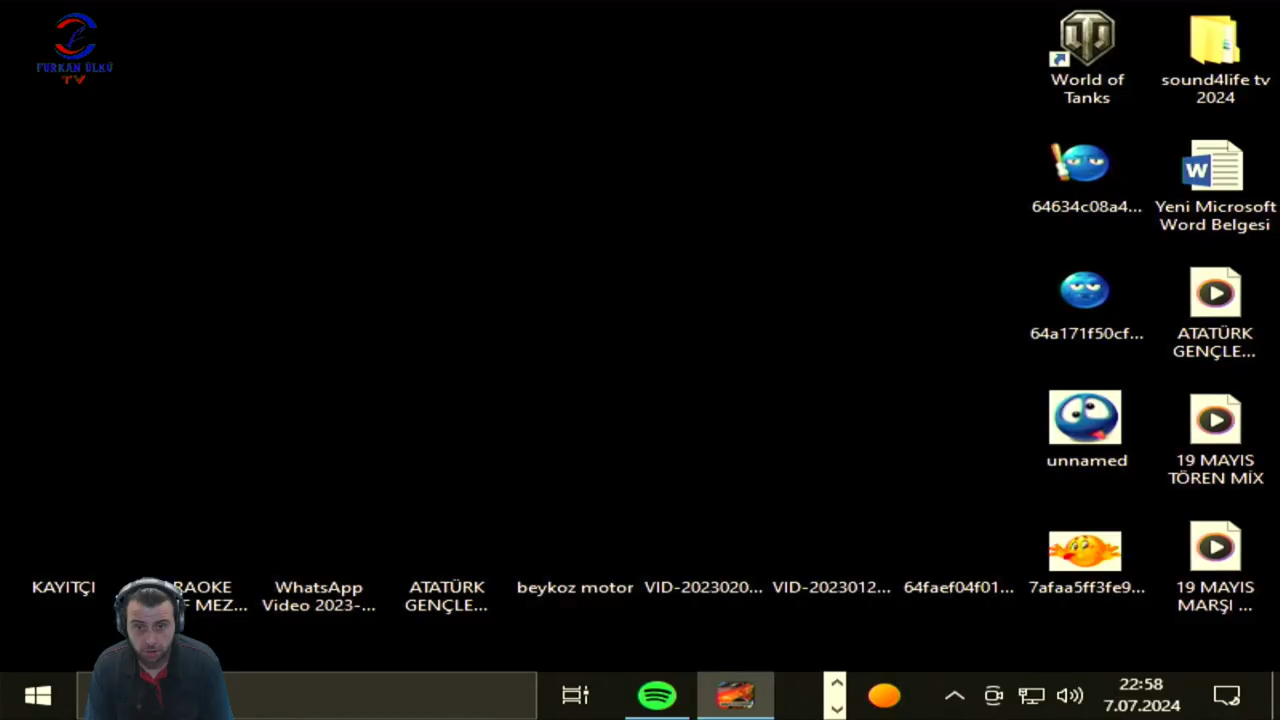 FURKAN ÜLKÜ
TV
World of
Tanks
sound4life tv
2024
64634c08a4...
Yeni Microsoft
Word Belgesi
64a171f50cf...
ATATÜRK
GENÇLE...
unnamed
19 MAYIS
TÖREN MİX
KAYITÇI
RAOKE
F MEZ...
WhatsApp
Video 2023-...
ATATÜRK
GENÇLE...
beykoz motor
VID-2023020...
VID-2023012...
64faef04f01...
7afaa5ff3fe9...
19 MAYIS
MARŞI ...
22:58
7.07.2024